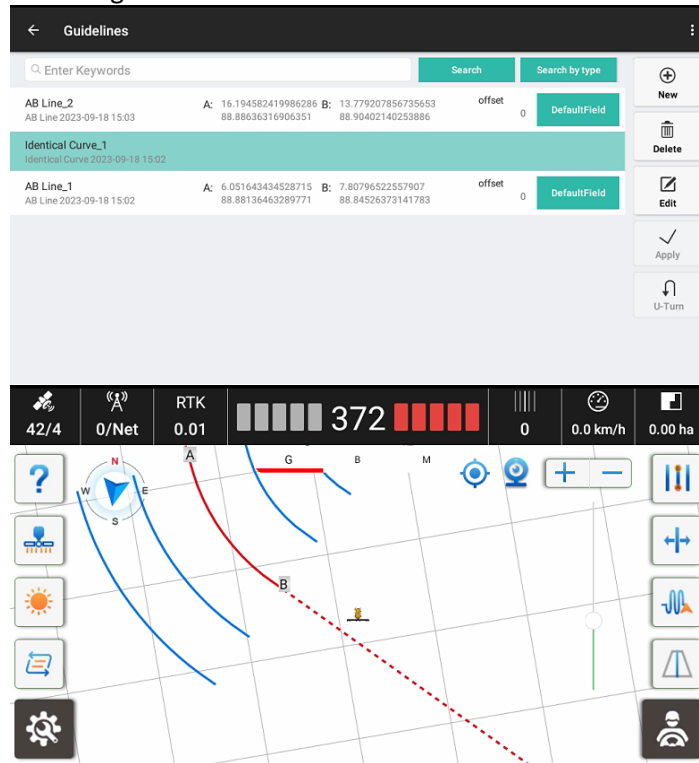 Guidelines
Enter Keywords
Search
Search by type
New
AB Line_2
AB Line 2023-09-18 15:03
A: 16.194582419986286 B: 13.779207856735653
88.88636316906351 88.90402140253886
offset
0
DefaultField
Delete
Identical Curve_1
Identical Curve 2023-09-18 15:02
AB Line_1
AB Line 2023-09-18 15:02
A: 6.051643434528715 B: 7.80796522557907
88.88136463289771 88.84526373141783
offset
0
DefaultField
Edit
Apply
U-Turn
42/4
0/Net
RTK
0.01
372
0
0.0 km/h
0.00 ha
N
W
E
S
A
G
B
M
B